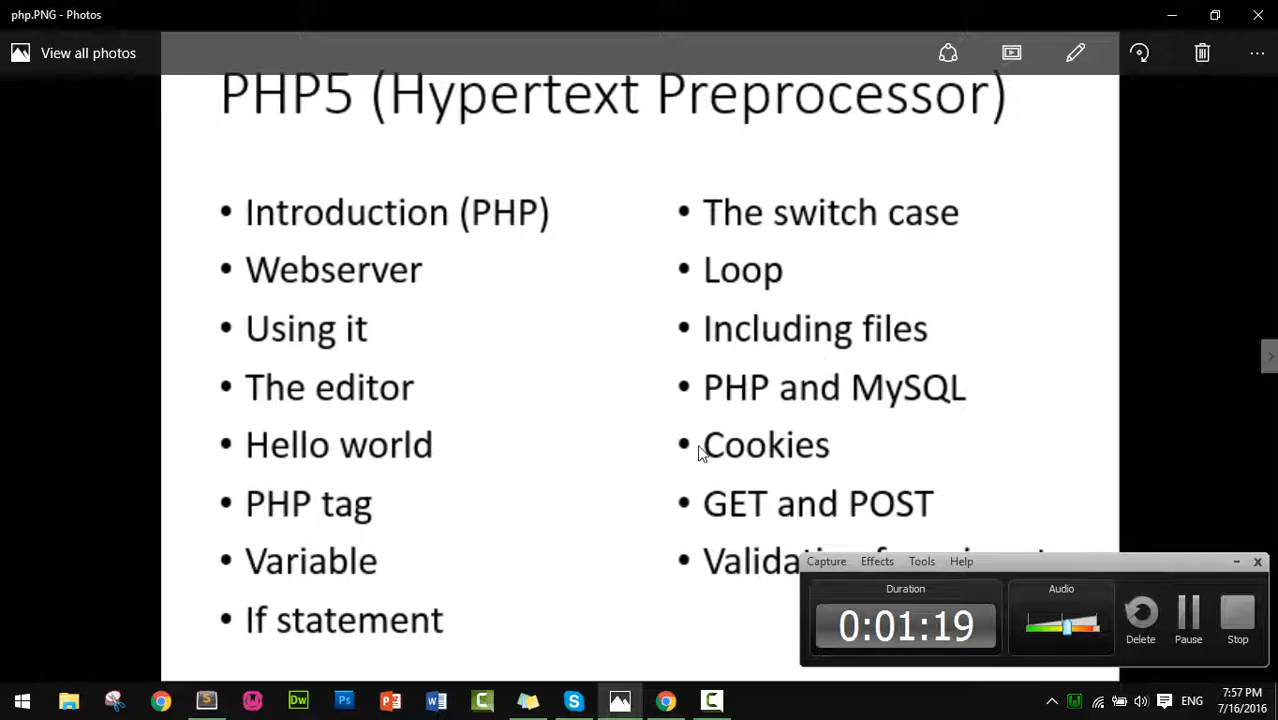 php.PNG - Photos
View all photos
PHP5 (Hypertext Preprocessor)
• Introduction (PHP)
• Webserver
• Using it
• The editor
• Hello world
• PHP tag
• Variable
• If statement
• The switch case
• Loop
• Including files
• PHP and MySQL
• Cookies
• GET and POST
Capture Effects Tools Help
Duration
0:01:19
Audio
Delete
Pause
Stop
Dw
Ps
ENG
7:57 PM
7/16/2016